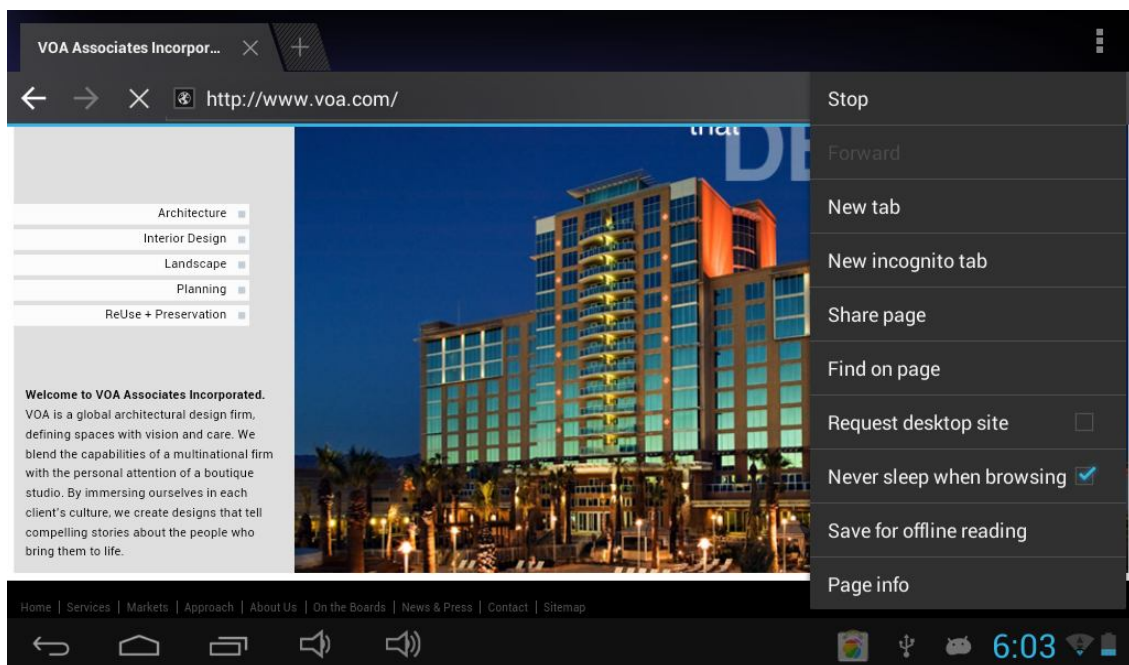 VOA Associates Incorpor...
http://www.voa.com/
that
DE
Architecture
Interior Design
Landscape
Planning
ReUse + Preservation
Welcome to VOA Associates Incorporated.
VOA is a global architectural design firm,
defining spaces with vision and care. We
blend the capabilities of a multinational firm
with the personal attention of a boutique
studio. By immersing ourselves in each
client's culture, we create designs that tell
compelling stories about the people who
bring them to life.
Stop
Forward
New tab
New incognito tab
Share page
Find on page
Request desktop site
Never sleep when browsing
Save for offline reading
Page info
Home | Services | Markets | Approach | About Us | On the Boards | News & Press | Contact | Sitemap
6:03